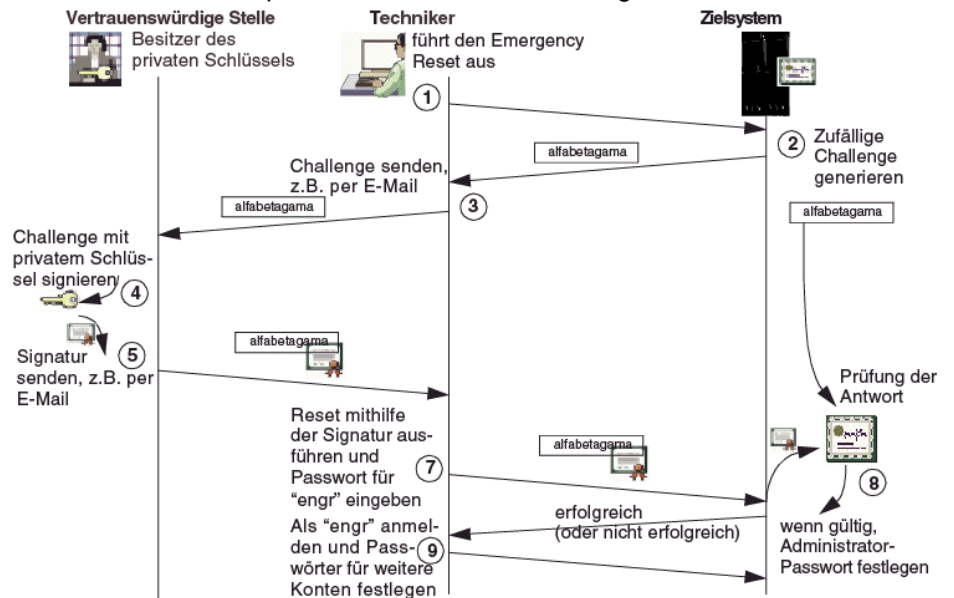 Vertrauenswürdige Stelle
Besitzer des
privaten Schlüssels
Techniker
führt den Emergency
Reset aus
Zielsystem
1
2
Zufällige
Challenge
generieren
alfabetagama
Challenge senden,
z.B. per E-Mail
alfabetagama
3
alfabetagama
Challenge mit
privatem Schlüs-
sel signieren
4
5
Signatur
senden, z.B. per
E-Mail
alfabetagama
Prüfung der
Antwort
Reset mithilfe
der Signatur aus-
führen und
Passwort für
“engr” eingeben
7
alfabetagama
8
erfolgreich
(oder nicht erfolgreich)
wenn gültig,
Administrator-
Passwort festlegen
Als “engr” anmel-
den und Pass-
wörter für weitere
Konten festlegen
9